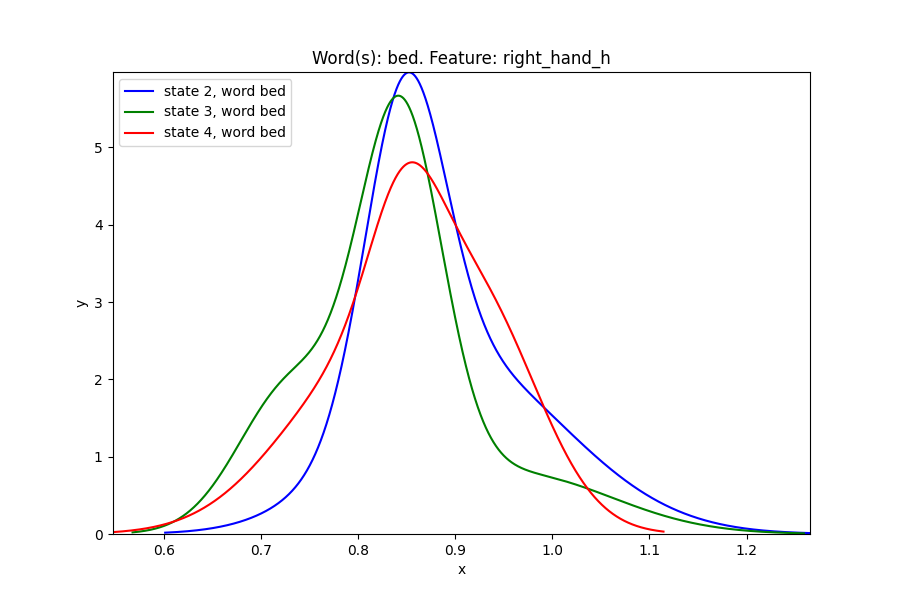 Word(s): bed. Feature: right_hand_h
state 2, word bed
state 3, word bed
state 4, word bed
y
5
4
3
2
1
0
0.6 0.7 0.8 0.9 1.0 1.1 1.2
x